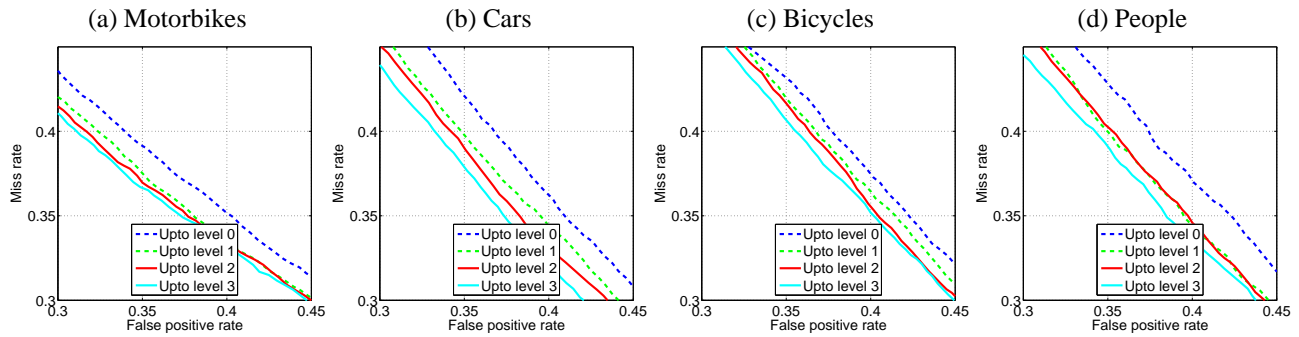 (a) Motorbikes
(b) Cars
(c) Bicycles
(d) People
0.4
0.35
0.3
Miss rate
0.3 0.35 0.4 0.45
False positive rate
Upto level 0
Upto level 1
Upto level 2
Upto level 3
0.4
0.35
0.3
Miss rate
0.3 0.35 0.4 0.45
False positive rate
Upto level 0
Upto level 1
Upto level 2
Upto level 3
0.4
0.35
0.3
Miss rate
0.3 0.35 0.4 0.45
False positive rate
Upto level 0
Upto level 1
Upto level 2
Upto level 3
0.4
0.35
0.3
Miss rate
0.3 0.35 0.4 0.45
False positive rate
Upto level 0
Upto level 1
Upto level 2
Upto level 3